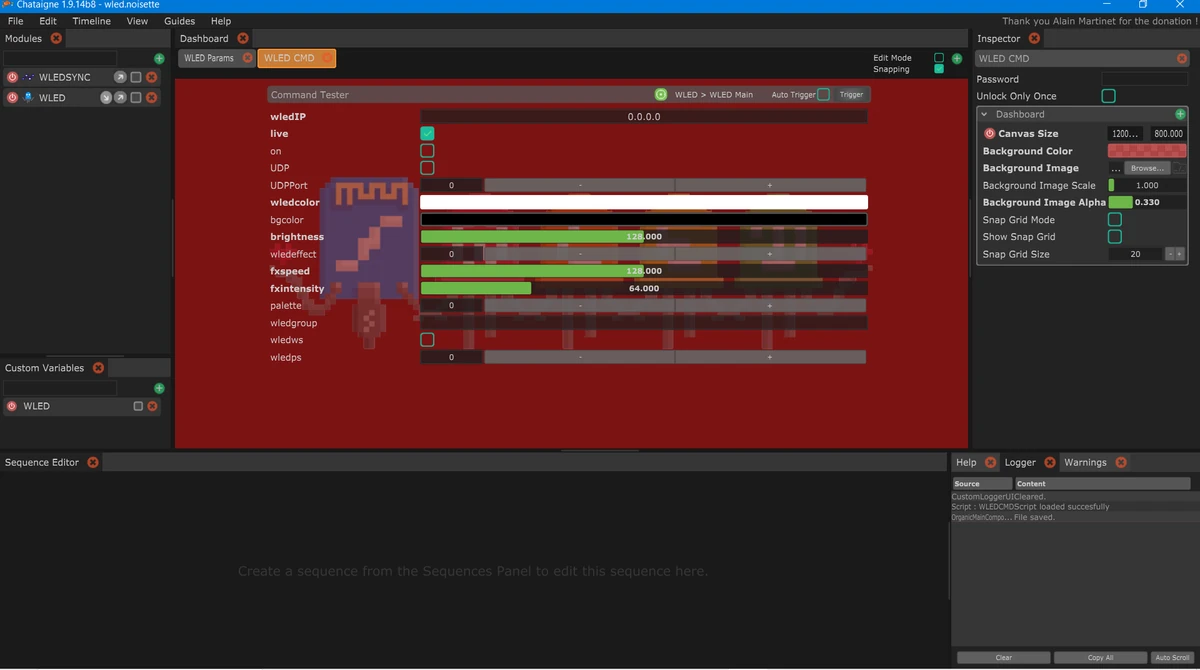 Chataigne 1.9.14b8 - wled.noisette
File Edit Timeline View Guides Help
Thank you Alain Martinet for the donation !
Modules
WLEDSYNC
WLED
Custom Variables
WLED
Dashboard
WLED Params WLED CMD
Edit Mode
Snapping
Command Tester WLED > WLED Main Auto Trigger Trigger
wledIP 0.0.0.0
live
on
UDP
UDPPort 0 - +
wledcolor
bgcolor
brightness 128.000
wledeffect 0 - +
fxspeed 128.000
fxintensity 64.000
palette 0 - +
wledgroup
wledws
wledps 0 - +
Inspector
WLED CMD
Password
Unlock Only Once
Dashboard
Canvas Size 1200... 800.000
Background Color
Background Image ... Browse...
Background Image Scale 1.000
Background Image Alpha 0.330
Snap Grid Mode
Show Snap Grid
Snap Grid Size 20 - +
Sequence Editor
Create a sequence from the Sequences Panel to edit this sequence here.
Help Logger Warnings
Source Content
CustomLoggerUICleared.
Script : WLEDCMDScript loaded succesfully
OrganicMainCompo... File saved.
Clear Copy All Auto Scroll